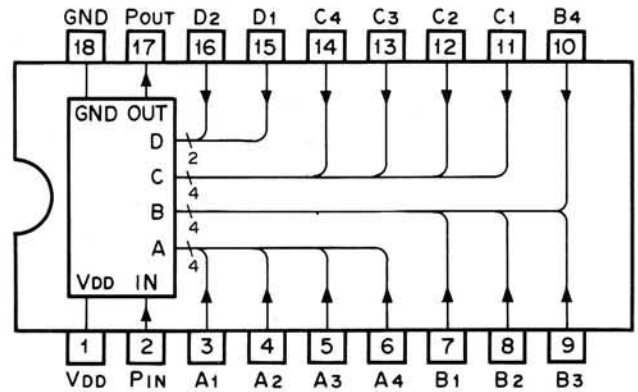 GND POUT D2 D1 C4 C3 C2 C1 B4
18 17 16 15 14 13 12 11 10
GND OUT
D 2
C 4
B 4
A 4
VDD IN
1 2 3 4 5 6 7 8 9
VDD PIN A1 A2 A3 A4 B1 B2 B3